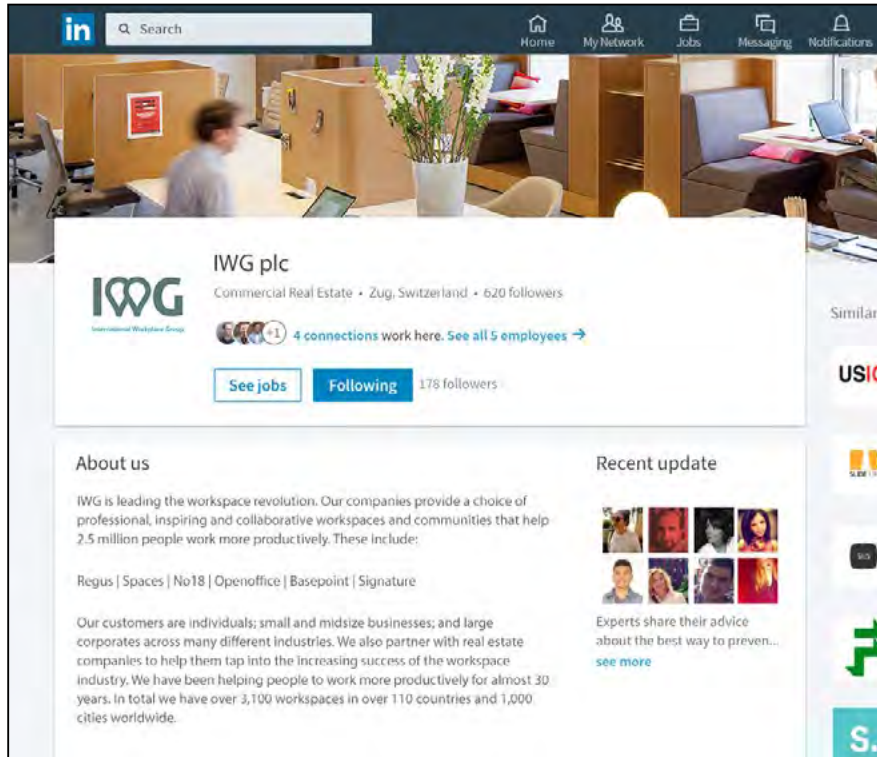 in
Search
Home
My Network
Jobs
Messaging
Notifications
IWG plc
IWG
International Workplace Group
Commercial Real Estate • Zug, Switzerland • 620 followers
+1
4 connections work here. See all 5 employees →
See jobs
Following
178 followers
Similar
USI
About us
IWG is leading the workspace revolution. Our companies provide a choice of
professional, inspiring and collaborative workspaces and communities that help
2.5 million people work more productively. These include:
Regus | Spaces | No18 | Openoffice | Basepoint | Signature
Our customers are individuals; small and midsize businesses; and large
corporates across many different industries. We also partner with real estate
companies to help them tap into the increasing success of the workspace
industry. We have been helping people to work more productively for almost 30
years. In total we have over 3,100 workspaces in over 110 countries and 1,000
cities worldwide.
Recent update
Experts share their advice
about the best way to preven...
see more
S.